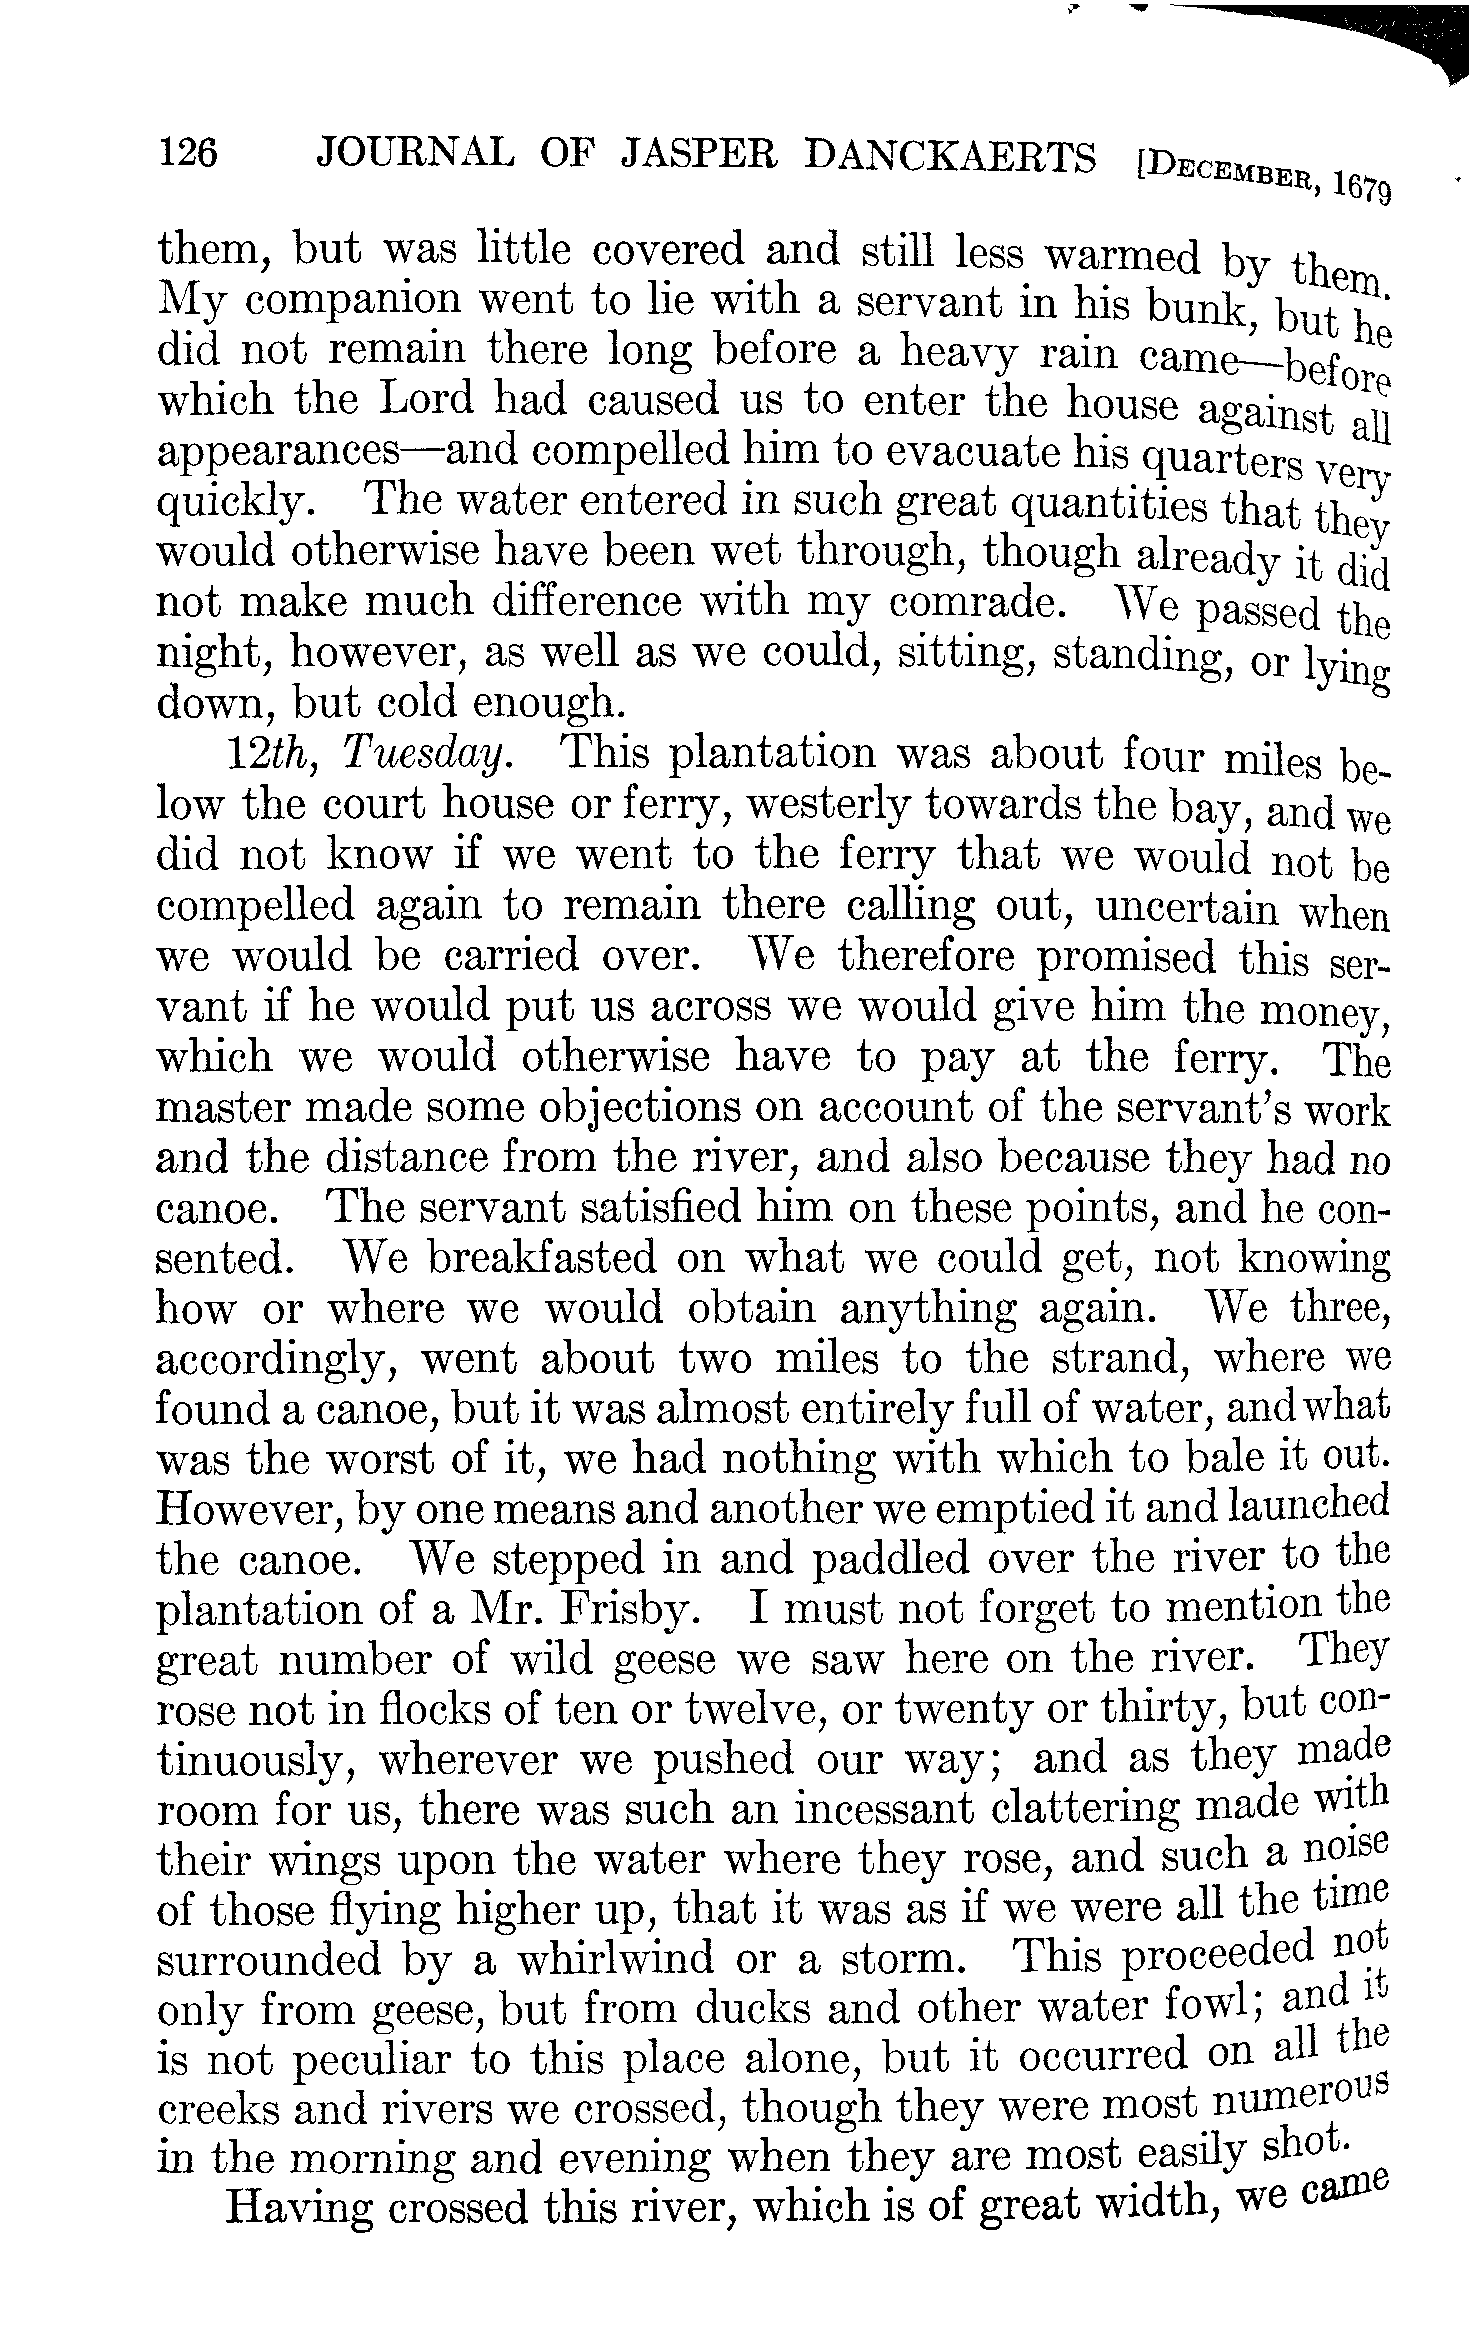 126 JOURNAL OF JASPER DANCKAERTS [DECEMBER, 1679
them, but was little covered and still less warmed by them.
My companion went to lie with a servant in his bunk, but he
did not remain there long before a heavy rain came—before
which the Lord had caused us to enter the house against all
appearances—and compelled him to evacuate his quarters very
quickly. The water entered in such great quantities that they
would otherwise have been wet through, though already it did
not make much difference with my comrade. We passed the
night, however, as well as we could, sitting, standing, or lying
down, but cold enough.
12th, Tuesday. This plantation was about four miles be-
low the court house or ferry, westerly towards the bay, and we
did not know if we went to the ferry that we would not be
compelled again to remain there calling out, uncertain when
we would be carried over. We therefore promised this ser-
vant if he would put us across we would give him the money,
which we would otherwise have to pay at the ferry. The
master made some objections on account of the servant's work
and the distance from the river, and also because they had no
canoe. The servant satisfied him on these points, and he con-
sented. We breakfasted on what we could get, not knowing
how or where we would obtain anything again. We three,
accordingly, went about two miles to the strand, where we
found a canoe, but it was almost entirely full of water, and what
was the worst of it, we had nothing with which to bale it out.
However, by one means and another we emptied it and launched
the canoe. We stepped in and paddled over the river to the
plantation of a Mr. Frisby. I must not forget to mention the
great number of wild geese we saw here on the river. They
rose not in flocks of ten or twelve, or twenty or thirty, but con-
tinuously, wherever we pushed our way; and as they made
room for us, there was such an incessant clattering made with
their wings upon the water where they rose, and such a noise
of those flying higher up, that it was as if we were all the time
surrounded by a whirlwind or a storm. This proceeded not
only from geese, but from ducks and other water fowl; and it
is not peculiar to this place alone, but it occurred on all the
creeks and rivers we crossed, though they were most numerous
in the morning and evening when they are most easily shot.
Having crossed this river, which is of great width, we came